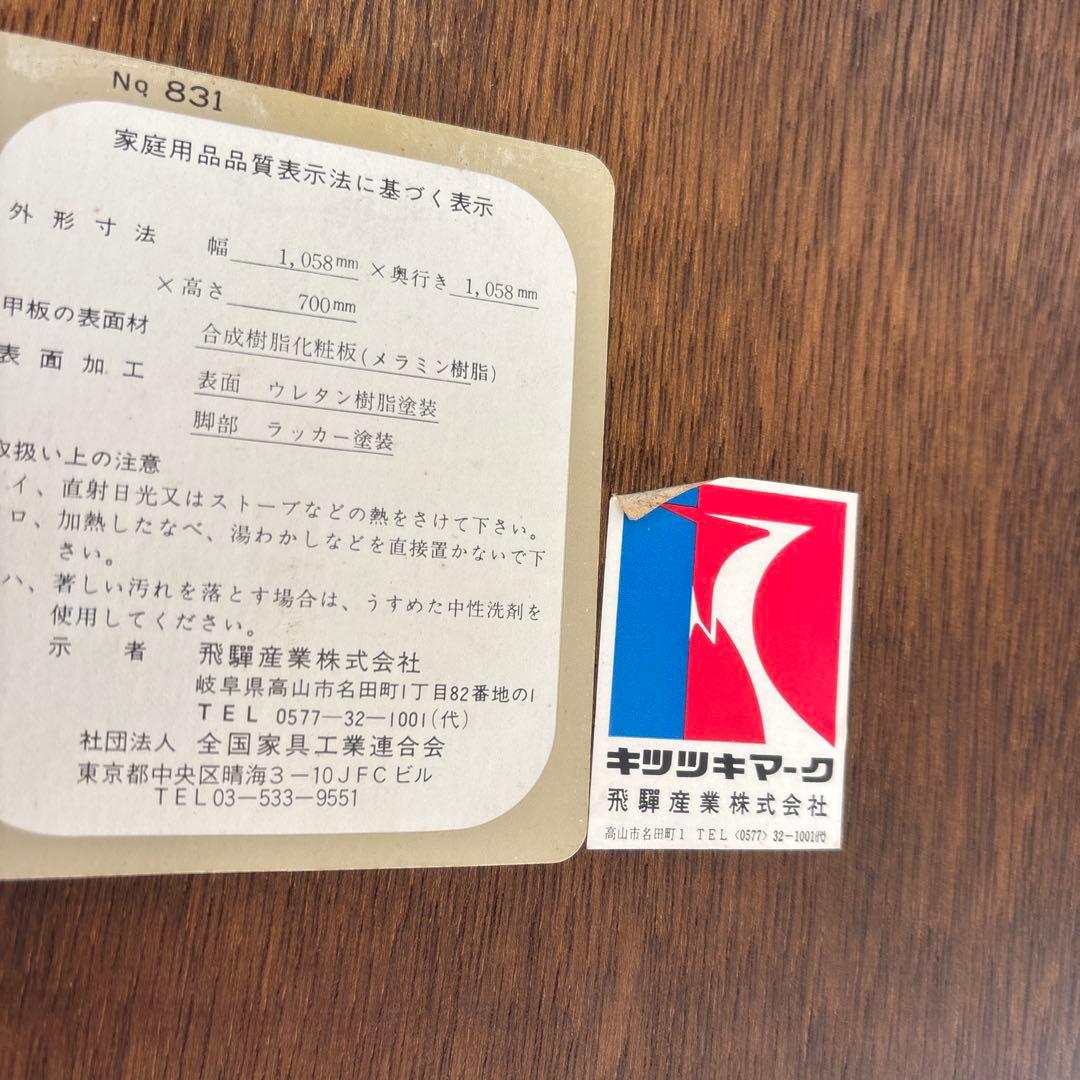 No 831
家庭用品品質表示法に基づく表示
外形寸法 幅 1,058mm ×奥行き 1,058mm
×高さ 700mm
甲板の表面材 合成樹脂化粧板(メラミン樹脂)
表面加工 表面 ウレタン樹脂塗装
脚部 ラッカー塗装
取扱い上の注意
イ、直射日光又はストーブなどの熱をさけて下さい。
ロ、加熱したなべ、湯わかしなどを直接置かないで下
さい。
ハ、著しい汚れを落とす場合は、うすめた中性洗剤を
使用してください。
示者 飛驒産業株式会社
岐阜県高山市名田町1丁目82番地の1
TEL 0577-32-1001(代)
社団法人 全国家具工業連合会
東京都中央区晴海3-10JFCビル
TEL03-533-9551
キツツキマーク
飛驒産業株式会社
高山市名田町1 TEL〈0577〉32-1001(代)